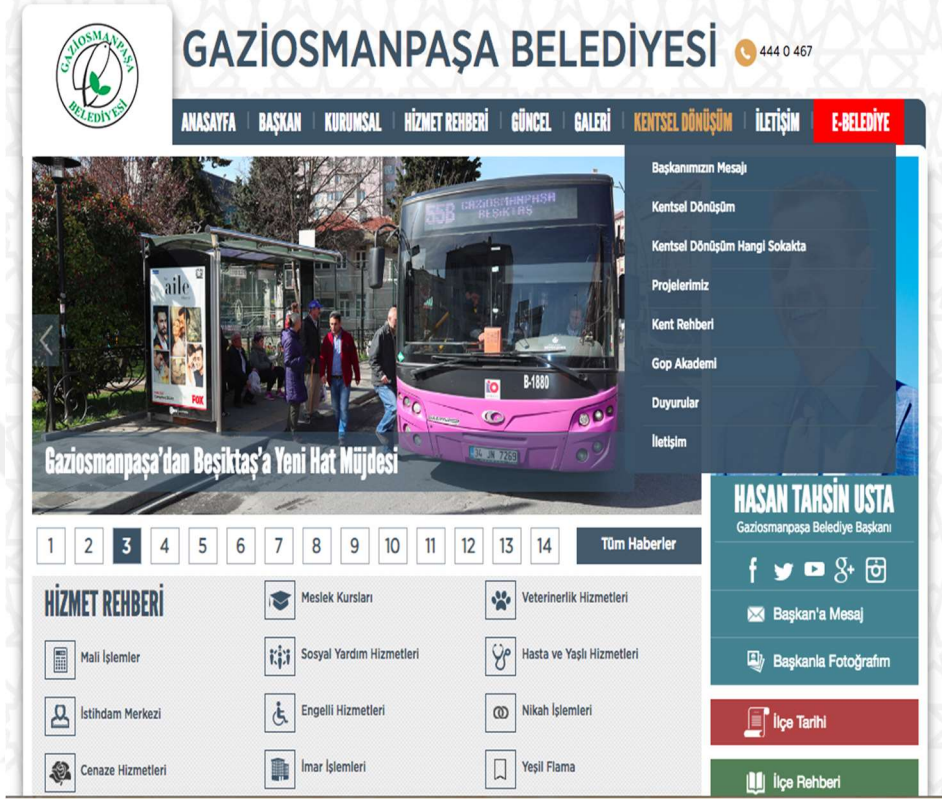 GAZİOSMANPAŞA
BELEDİYESİ
GAZİOSMANPAŞA BELEDİYESİ
444 0 467
ANASAYFA
BAŞKAN
KURUMSAL
HİZMET REHBERİ
GÜNCEL
GALERİ
KENTSEL DÖNÜŞÜM
İLETİŞİM
E-BELEDİYE
Başkanımızın Mesajı
Kentsel Dönüşüm
Kentsel Dönüşüm Hangi Sokakta
Projelerimiz
Kent Rehberi
Gop Akademi
Duyurular
İletişim
55B GAZİOSMANPAŞA
BEŞİKTAŞ
aile
FOX
B-1880
34 JN 7269
Gaziosmanpaşa'dan Beşiktaş'a Yeni Hat Müjdesi
1 2 3 4 5 6 7 8 9 10 11 12 13 14
Tüm Haberler
HASAN TAHSİN USTA
Gaziosmanpaşa Belediye Başkanı
Başkan'a Mesaj
Başkanla Fotoğrafım
İlçe Tarihi
İlçe Rehberi
HİZMET REHBERİ
Mali İşlemler
İstihdam Merkezi
Cenaze Hizmetleri
Meslek Kursları
Sosyal Yardım Hizmetleri
Engelli Hizmetleri
İmar İşlemleri
Veterinerlik Hizmetleri
Hasta ve Yaşlı Hizmetleri
Nikah İşlemleri
Yeşil Flama